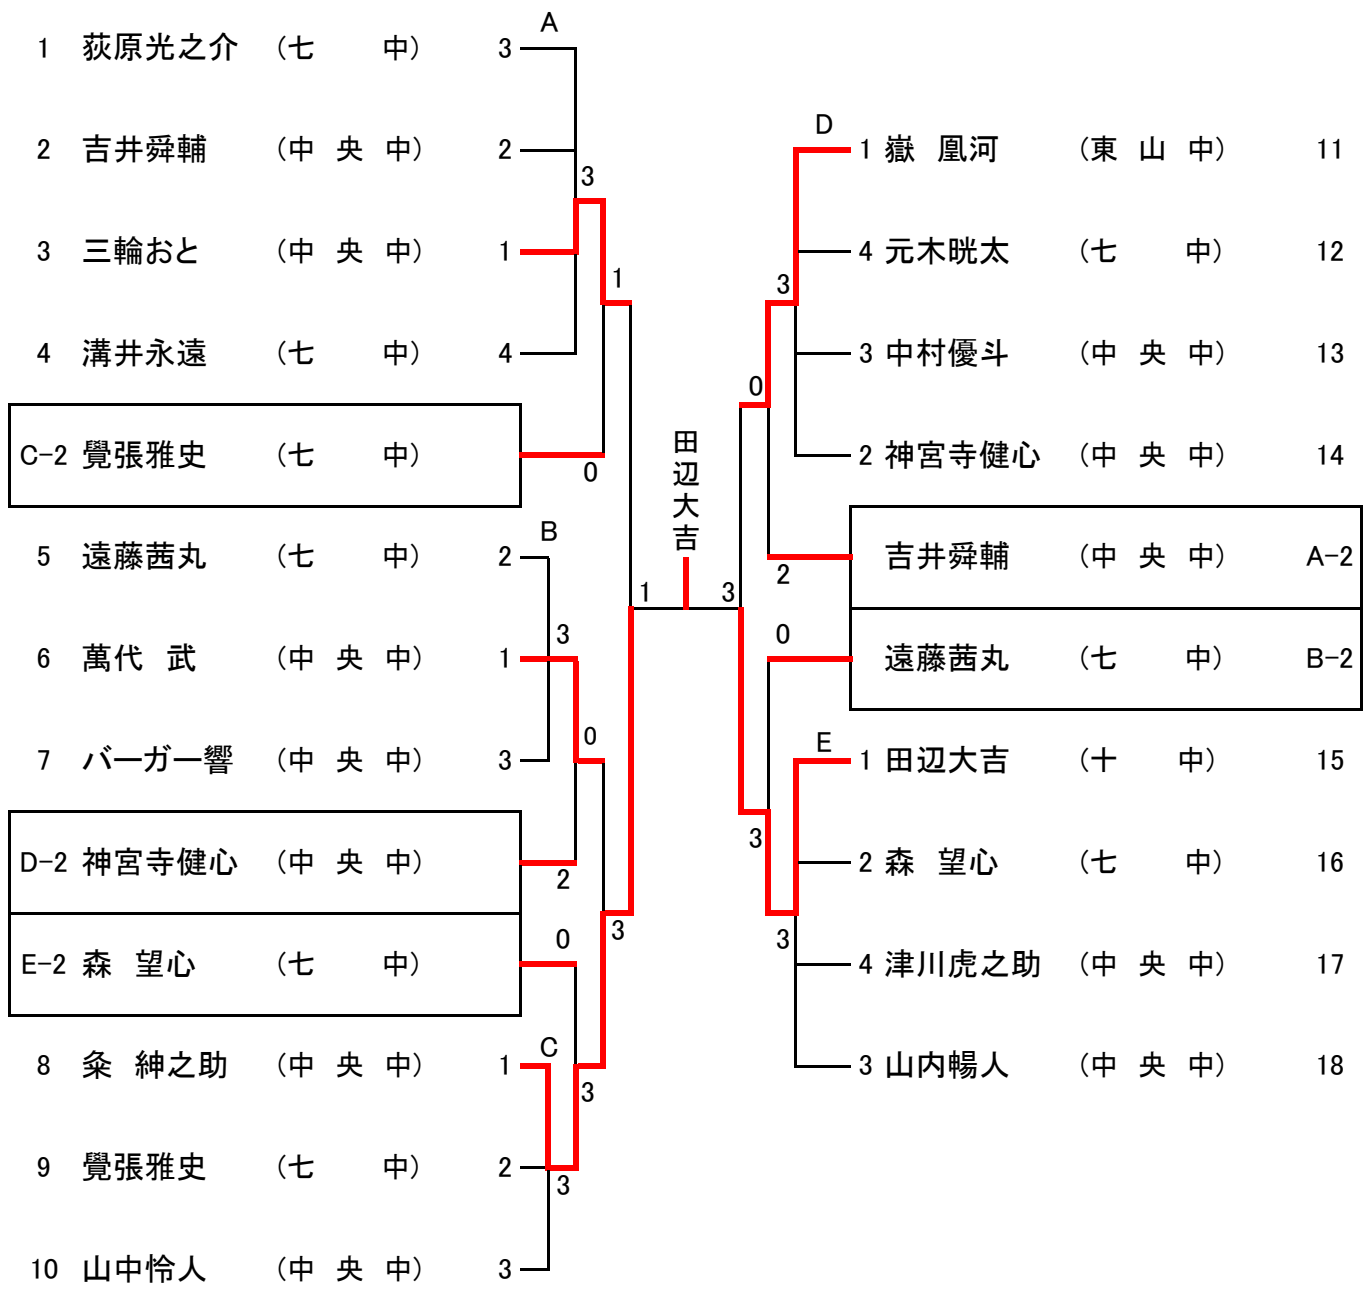 A
1 荻原光之介 （七 中） 3
2 吉井舜輔 （中 央 中） 2
3
3 三輪おと （中 央 中） 1
1
4 溝井永遠 （七 中） 4
C-2 覺張雅史 （七 中）
0
B
5 遠藤茜丸 （七 中） 2
3
6 萬代 武 （中 央 中） 1
0
7 バーガー響 （中 央 中） 3
D-2 神宮寺健心 （中 央 中）
2
3
0
E-2 森 望心 （七 中）
C
8 粂 紳之助 （中 央 中） 1
3
9 覺張雅史 （七 中） 2
3
10 山中怜人 （中 央 中） 3
田辺大吉
1 3
D
1 嶽 凰河 （東 山 中） 11
4 元木晄太 （七 中） 12
3
3 中村優斗 （中 央 中） 13
0
2 神宮寺健心 （中 央 中） 14
吉井舜輔 （中 央 中） A-2
2
0
遠藤茜丸 （七 中） B-2
E
1 田辺大吉 （十 中） 15
3
2 森 望心 （七 中） 16
3
4 津川虎之助 （中 央 中） 17
3 山内暢人 （中 央 中） 18